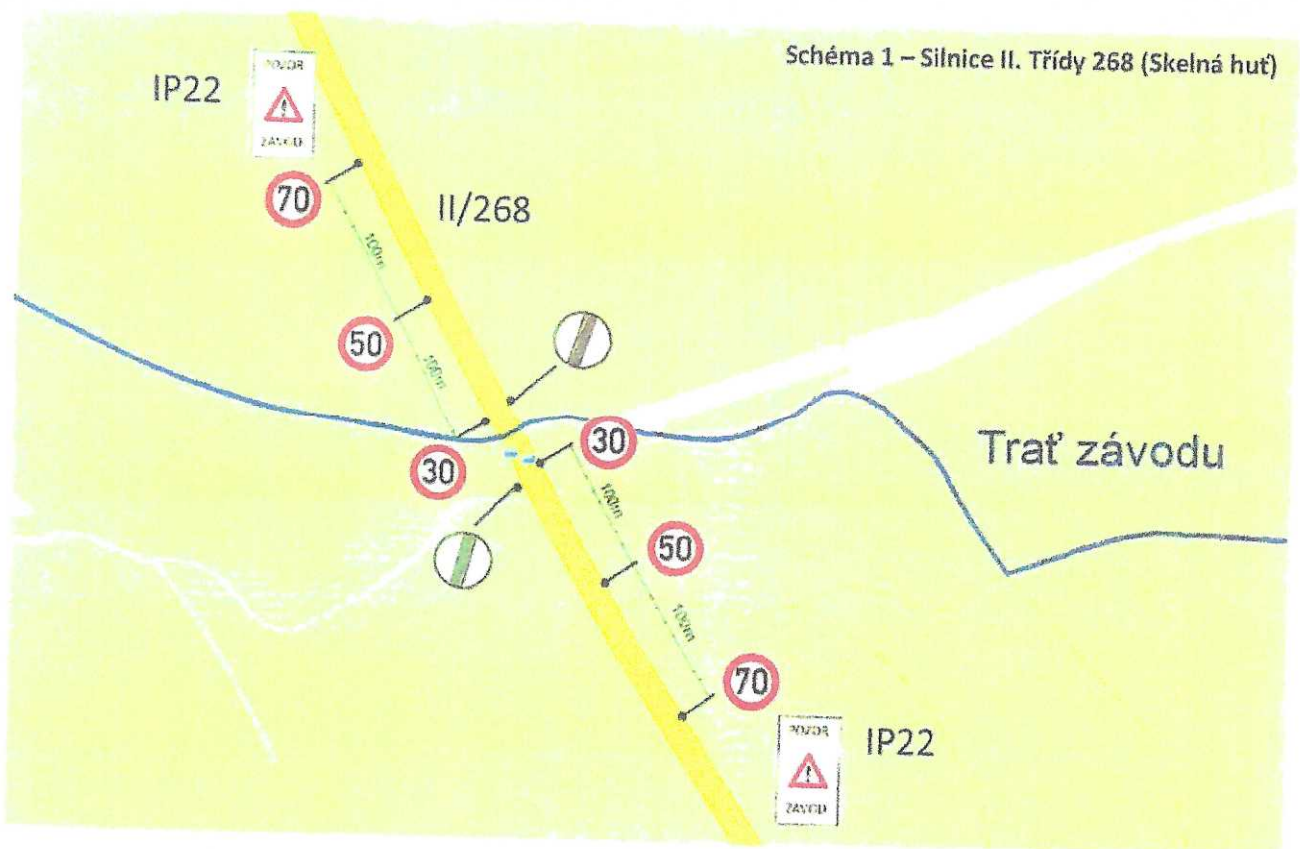 Schéma 1 – Silnice II. Třídy 268 (Skelná huť)
IP22
POZOR
ZÁVOD
70
II/268
100m
50
100m
30
30
100m
50
100m
70
Trať závodu
POZOR
ZÁVOD
IP22